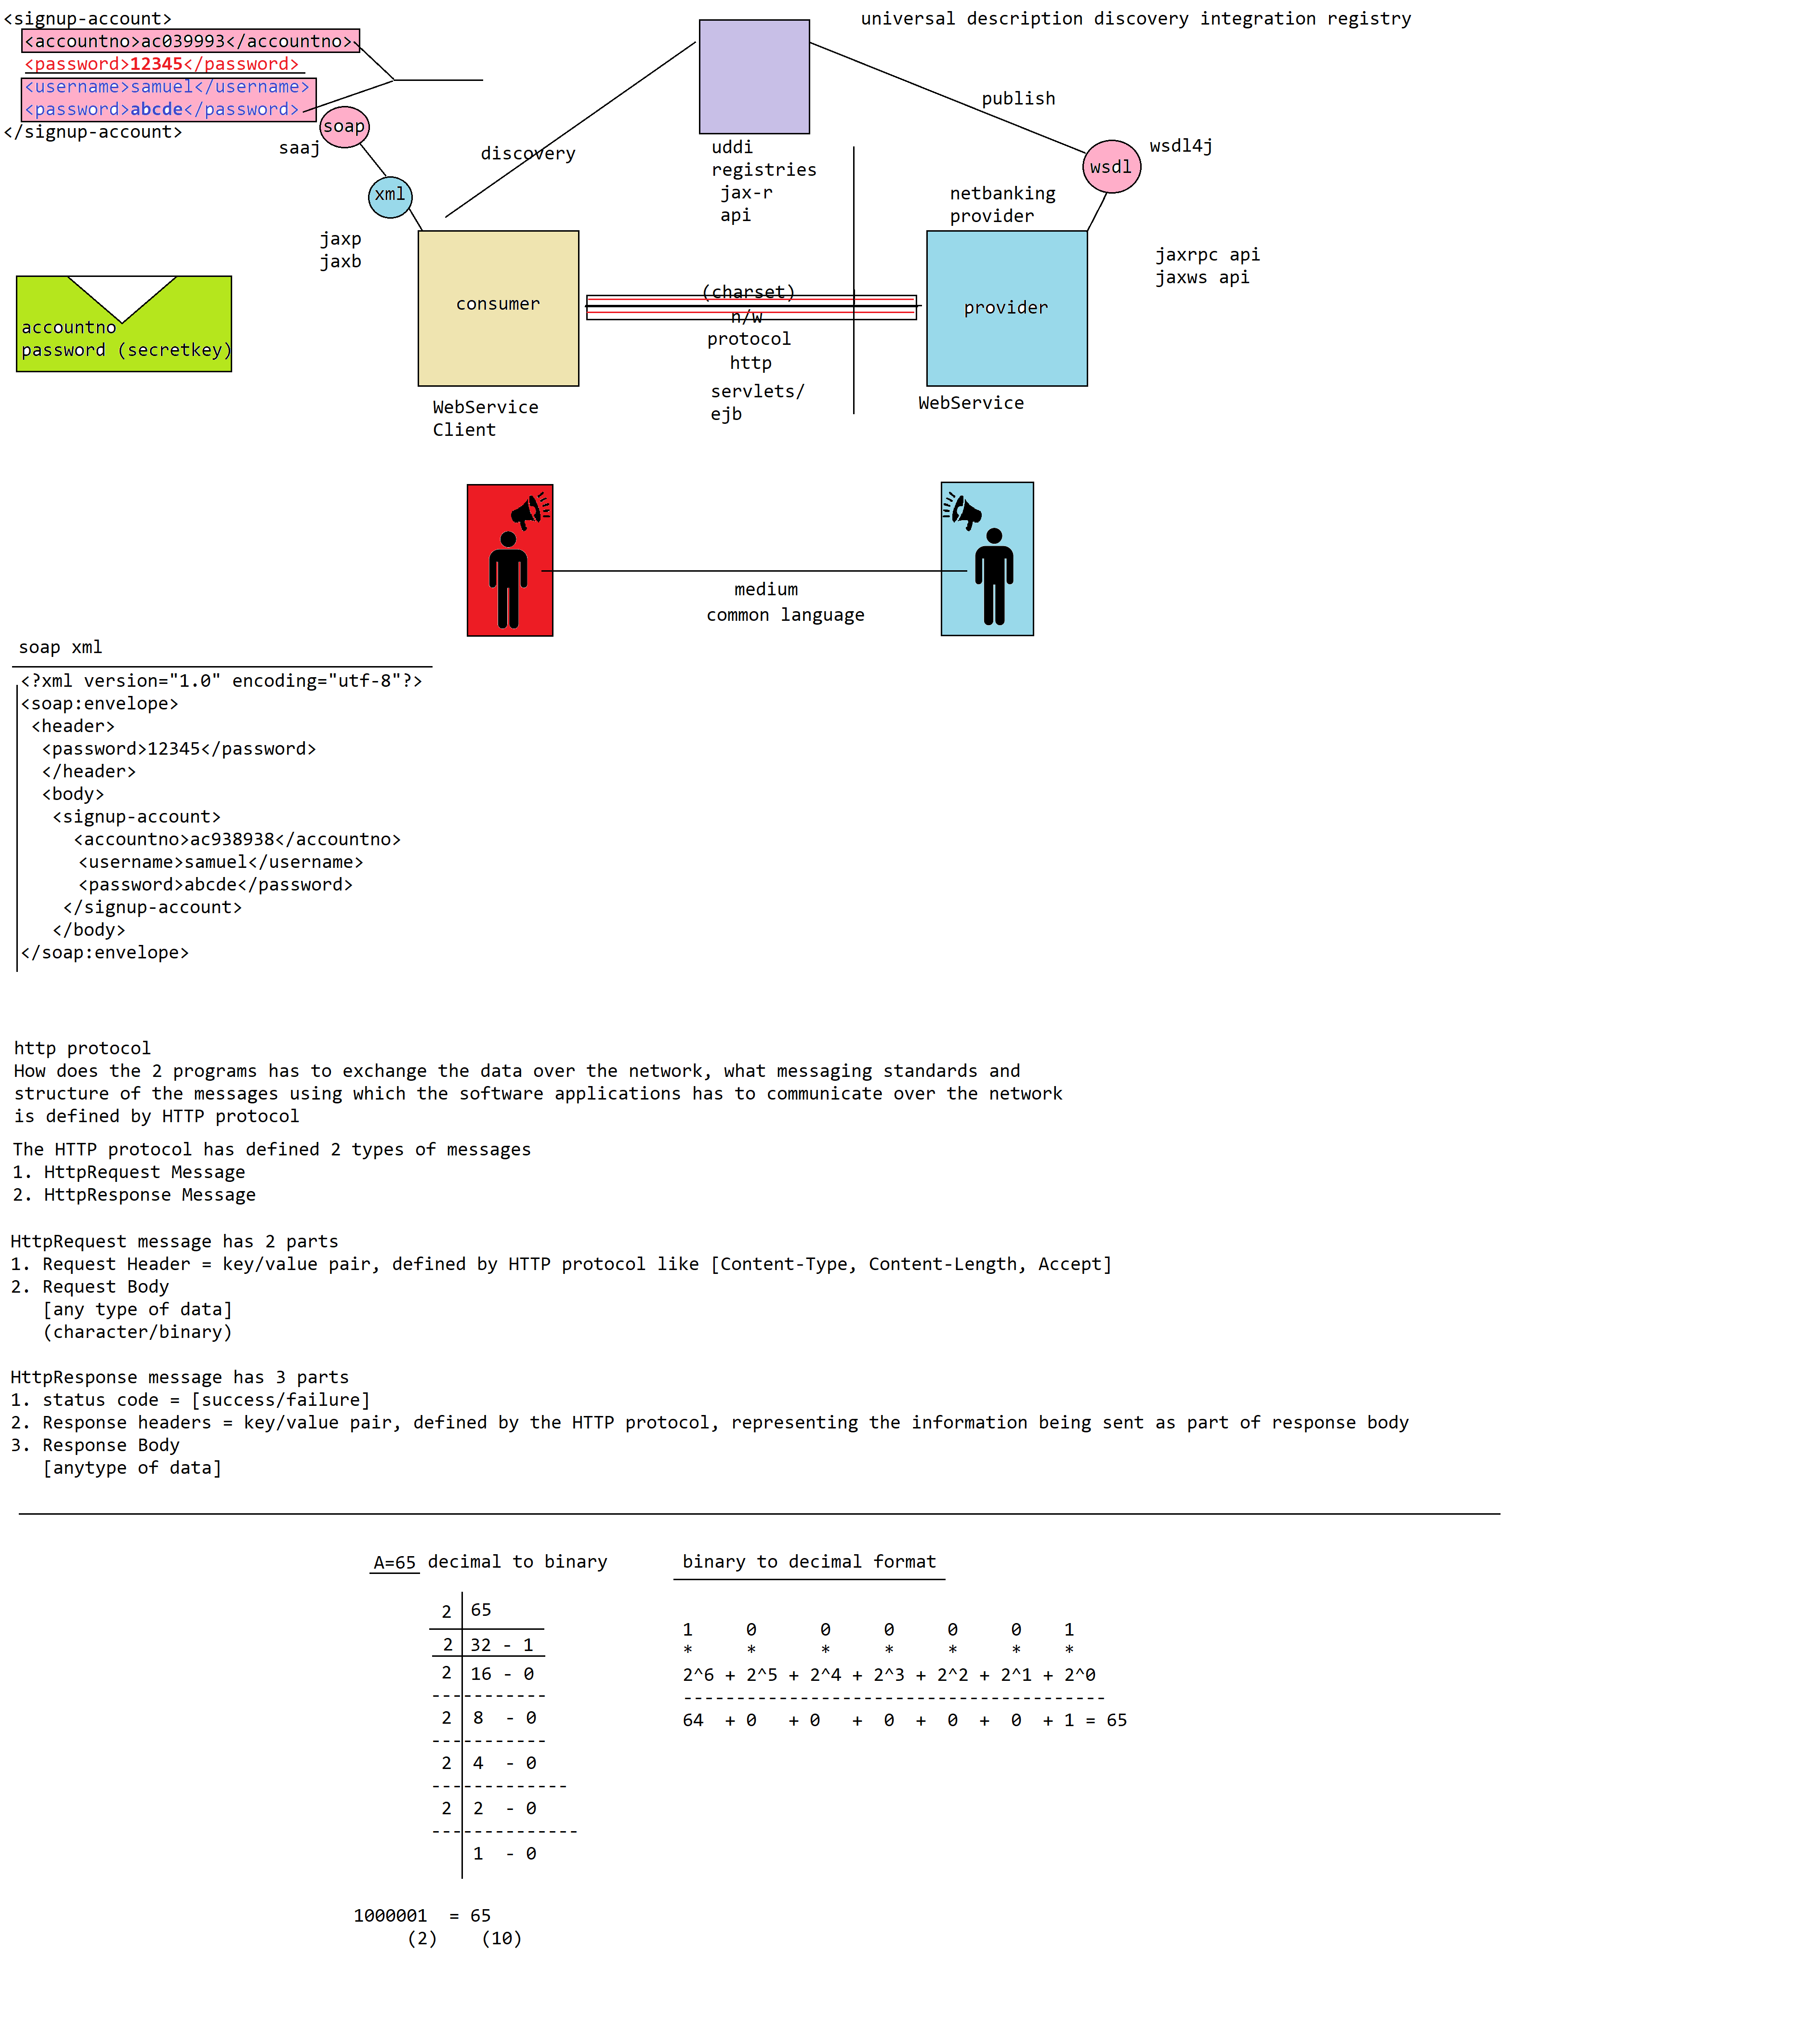 <signup-account>
<accountno>ac039993</accountno>
<password>12345</password>
<username>samuel</username>
<password>abcde</password>
</signup-account>
soap
saaj
xml
jaxp
jaxb
accountno
password (secretkey)
discovery
universal description discovery integration registry
publish
uddi
registries
jax-r
api
wsdl
wsdl4j
netbanking
provider
jaxrpc api
jaxws api
consumer
(charset)
n/w
protocol
http
servlets/
ejb
provider
WebService
Client
WebService
medium
common language
soap xml
<?xml version="1.0" encoding="utf-8"?>
<soap:envelope>
<header>
<password>12345</password>
</header>
<body>
<signup-account>
<accountno>ac938938</accountno>
<username>samuel</username>
<password>abcde</password>
</signup-account>
</body>
</soap:envelope>
http protocol
How does the 2 programs has to exchange the data over the network, what messaging standards and
structure of the messages using which the software applications has to communicate over the network
is defined by HTTP protocol
The HTTP protocol has defined 2 types of messages
1. HttpRequest Message
2. HttpResponse Message
HttpRequest message has 2 parts
1. Request Header = key/value pair, defined by HTTP protocol like [Content-Type, Content-Length, Accept]
2. Request Body
[any type of data]
(character/binary)
HttpResponse message has 3 parts
1. status code = [success/failure]
2. Response headers = key/value pair, defined by the HTTP protocol, representing the information being sent as part of response body
3. Response Body
[anytype of data]
A=65 decimal to binary
2 65
2 32 - 1
2 16 - 0
-----------
2 8 - 0
-----------
2 4 - 0
-------------
2 2 - 0
--------------
1 - 0
1000001 = 65
(2) (10)
binary to decimal format
1 0 0 0 0 0 1
* * * * * * *
2^6 + 2^5 + 2^4 + 2^3 + 2^2 + 2^1 + 2^0
----------------------------------------
64 + 0 + 0 + 0 + 0 + 0 + 1 = 65